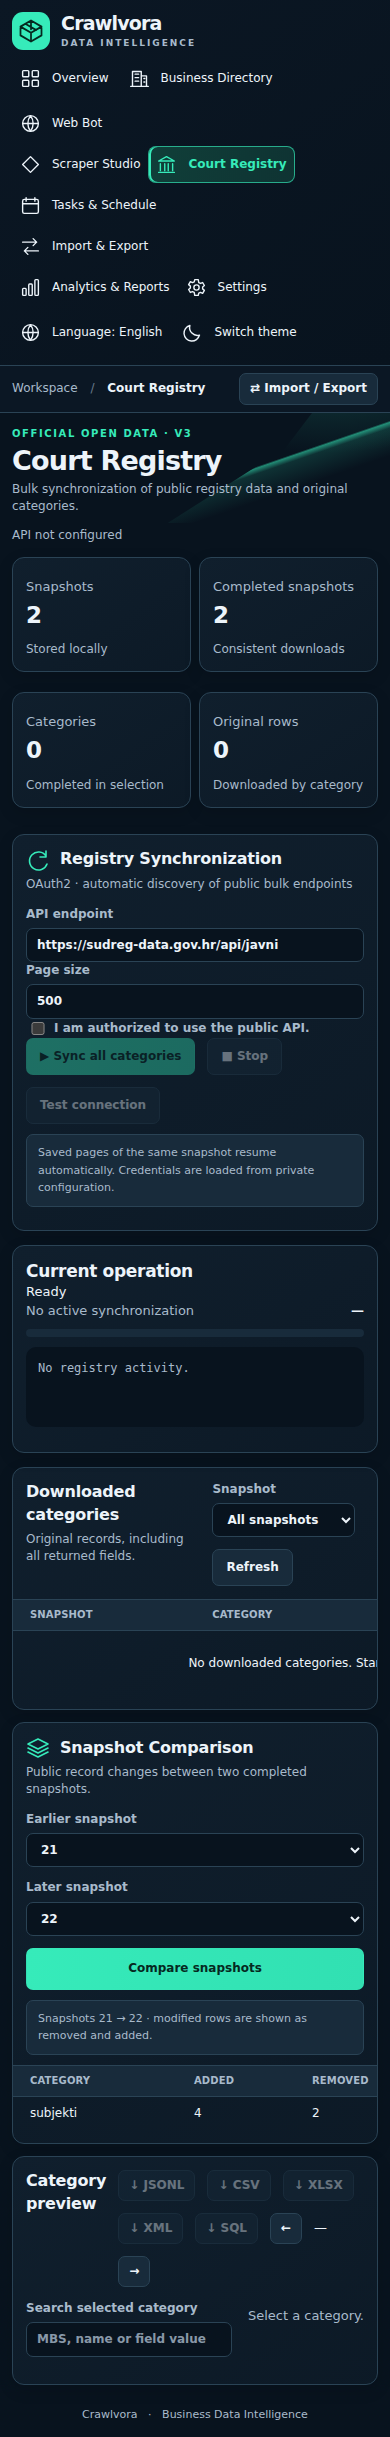 Crawlvora
DATA INTELLIGENCE
Overview
Business Directory
Web Bot
Scraper Studio
Court Registry
Tasks & Schedule
Import & Export
Analytics & Reports
Settings
Language: English
Switch theme
Workspace / Court Registry
⇄ Import / Export
OFFICIAL OPEN DATA · V3
Court Registry
Bulk synchronization of public registry data and original
categories.
API not configured
Snapshots
2
Stored locally
Completed snapshots
2
Consistent downloads
Categories
0
Completed in selection
Original rows
0
Downloaded by category
Registry Synchronization
OAuth2 · automatic discovery of public bulk endpoints
API endpoint
https://sudreg-data.gov.hr/api/javni
Page size
500
I am authorized to use the public API.
▶ Sync all categories
■ Stop
Test connection
Saved pages of the same snapshot resume
automatically. Credentials are loaded from private
configuration.
Current operation
Ready
No active synchronization —
No registry activity.
Downloaded
categories
Original records, including
all returned fields.
Snapshot
All snapshots
Refresh
SNAPSHOT CATEGORY
No downloaded categories. Star
Snapshot Comparison
Public record changes between two completed
snapshots.
Earlier snapshot
21
Later snapshot
22
Compare snapshots
Snapshots 21 → 22 · modified rows are shown as
removed and added.
CATEGORY ADDED REMOVED
subjekti 4 2
Category
preview
↓ JSONL ↓ CSV ↓ XLSX
↓ XML ↓ SQL ← —
→
Search selected category
MBS, name or field value
Select a category.
Crawlvora · Business Data Intelligence